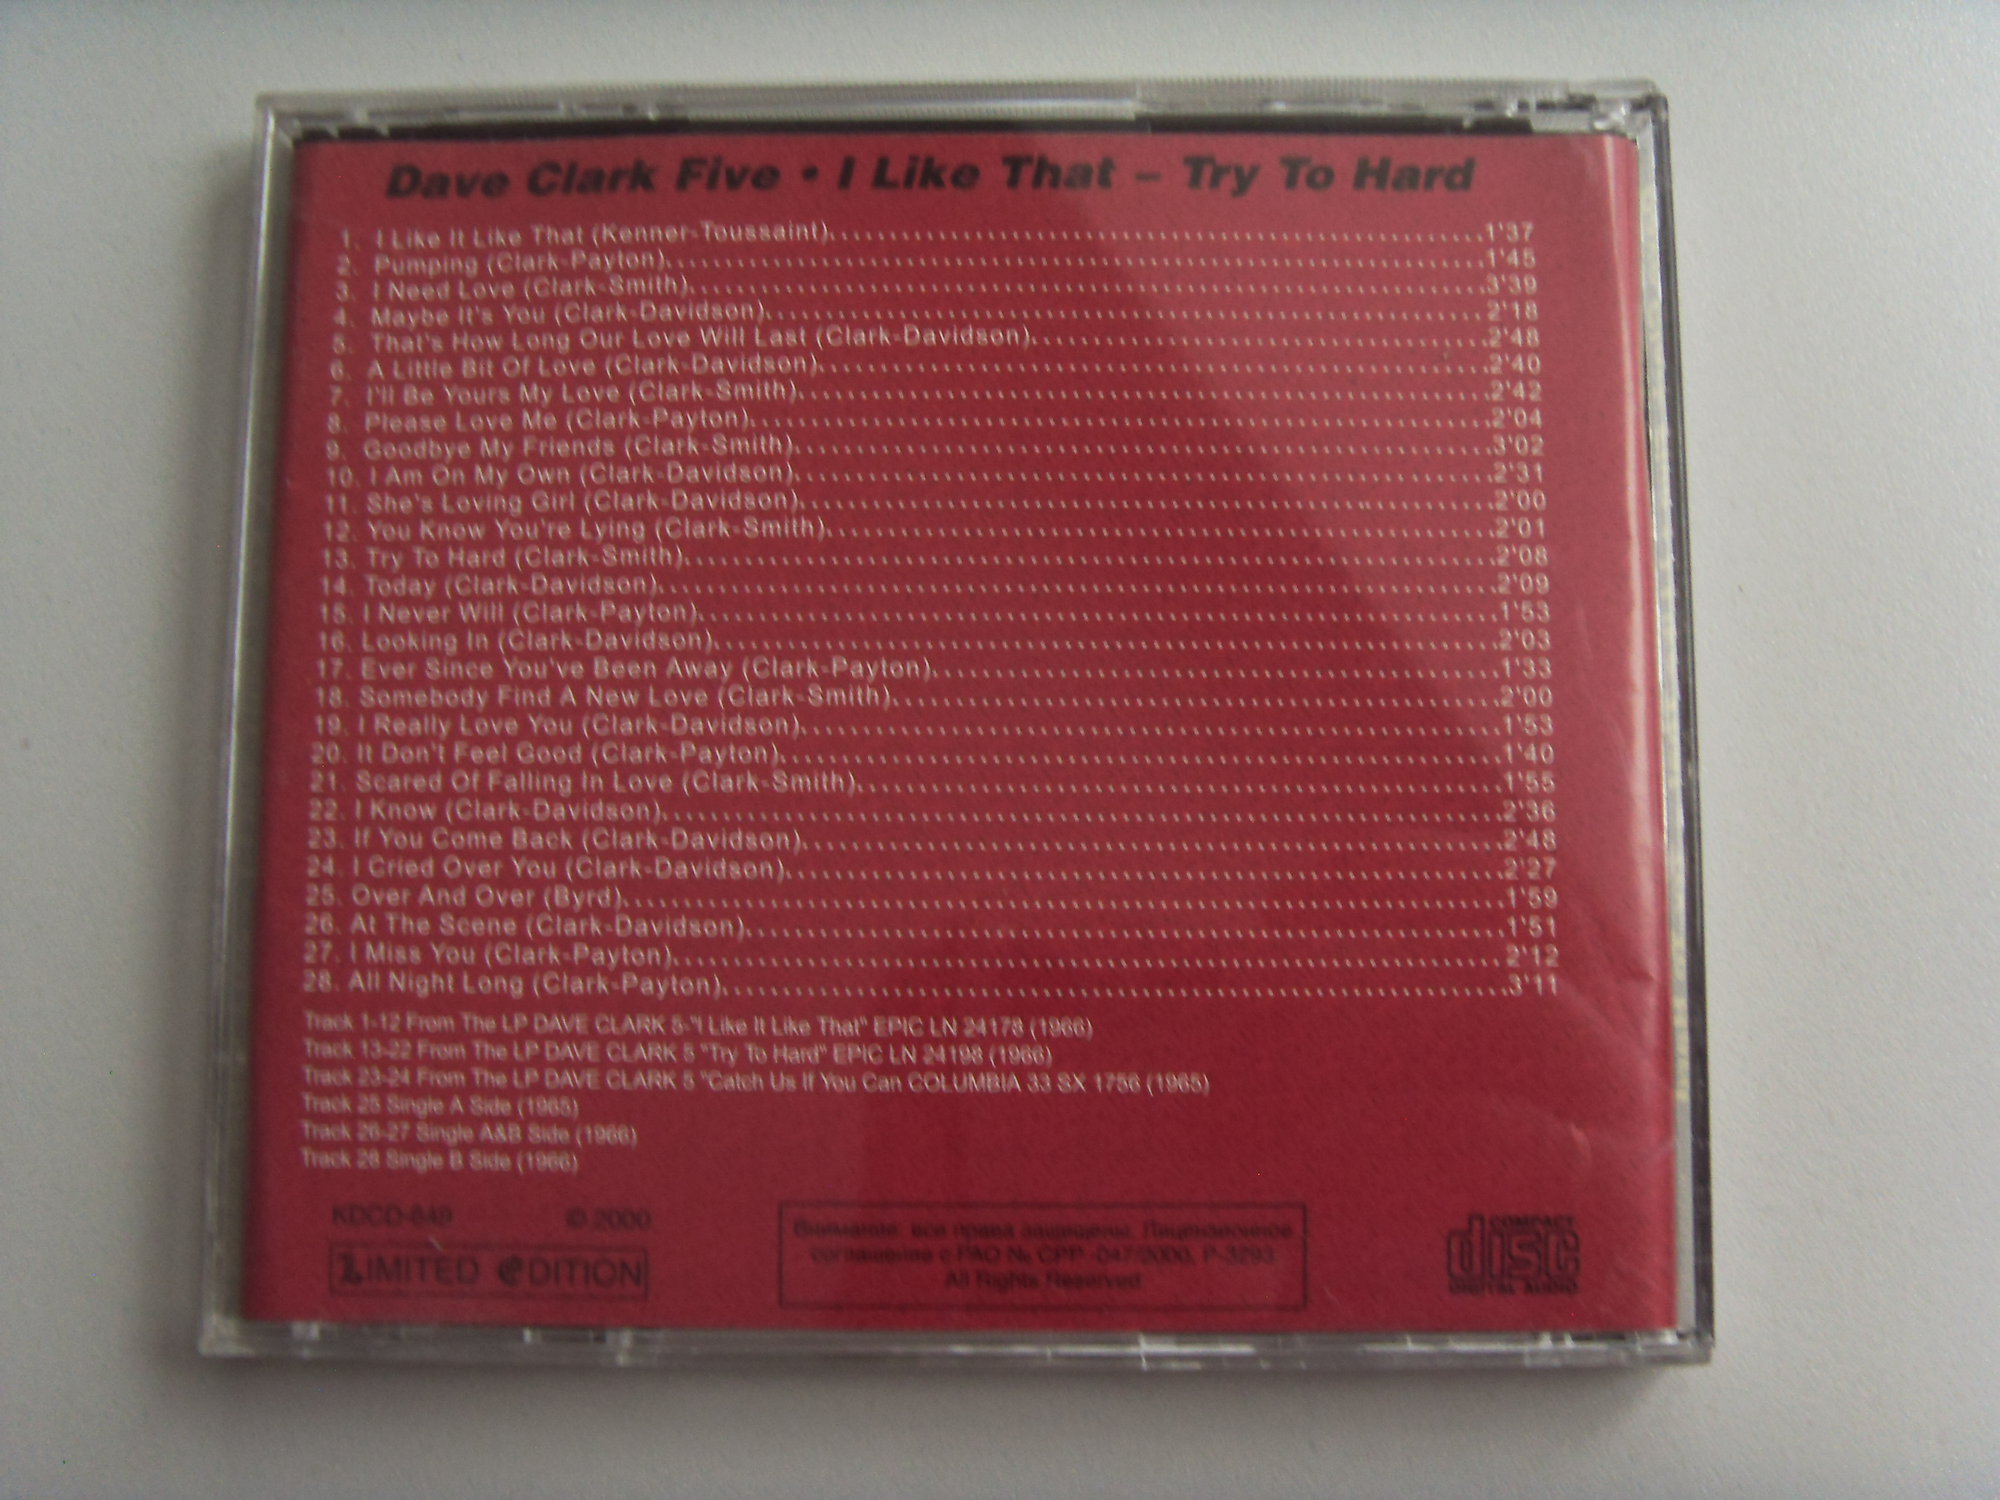 Dave Clark Five • I Like That – Try To Hard
1. I Like It Like That (Kenner-Toussaint)........1'37
2. Pumping (Clark-Payton)........1'45
3. I Need Love (Clark-Smith)........3'39
4. Maybe It's You (Clark-Davidson)........2'18
5. That's How Long Our Love Will Last (Clark-Davidson)........2'48
6. A Little Bit Of Love (Clark-Davidson)........2'40
7. I'll Be Yours My Love (Clark-Smith)........2'42
8. Please Love Me (Clark-Payton)........2'04
9. Goodbye My Friends (Clark-Smith)........3'02
10. I Am On My Own (Clark-Davidson)........2'31
11. She's Loving Girl (Clark-Davidson)........2'00
12. You Know You're Lying (Clark-Smith)........2'01
13. Try To Hard (Clark-Smith)........2'08
14. Today (Clark-Davidson)........2'09
15. I Never Will (Clark-Payton)........1'53
16. Looking In (Clark-Davidson)........2'03
17. Ever Since You've Been Away (Clark-Payton)........1'33
18. Somebody Find A New Love (Clark-Smith)........2'00
19. I Really Love You (Clark-Davidson)........1'53
20. It Don't Feel Good (Clark-Payton)........1'40
21. Scared Of Falling In Love (Clark-Smith)........1'55
22. I Know (Clark-Davidson)........2'36
23. If You Come Back (Clark-Davidson)........2'48
24. I Cried Over You (Clark-Davidson)........2'27
25. Over And Over (Byrd)........1'59
26. At The Scene (Clark-Davidson)........1'51
27. I Miss You (Clark-Payton)........2'12
28. All Night Long (Clark-Payton)........3'11
Track 1-12 From The LP DAVE CLARK 5-"I Like It Like That" EPIC LN 24178 (1966)
Track 13-22 From The LP DAVE CLARK 5 "Try To Hard" EPIC LN 24198 (1966)
Track 23-24 From The LP DAVE CLARK 5 "Catch Us If You Can COLUMBIA 33 SX 1756 (1965)
Track 25 Single A Side (1965)
Track 26-27 Single A&B Side (1966)
Track 28 Single B Side (1966)
KDCD-649 © 2000
LIMITED EDITION
Внимание: все права защищены. Лицензионное
соглашение с РАО № СРР -047/2000, Р-3293
All Rights Reserved
COMPACT
disc
DIGITAL AUDIO